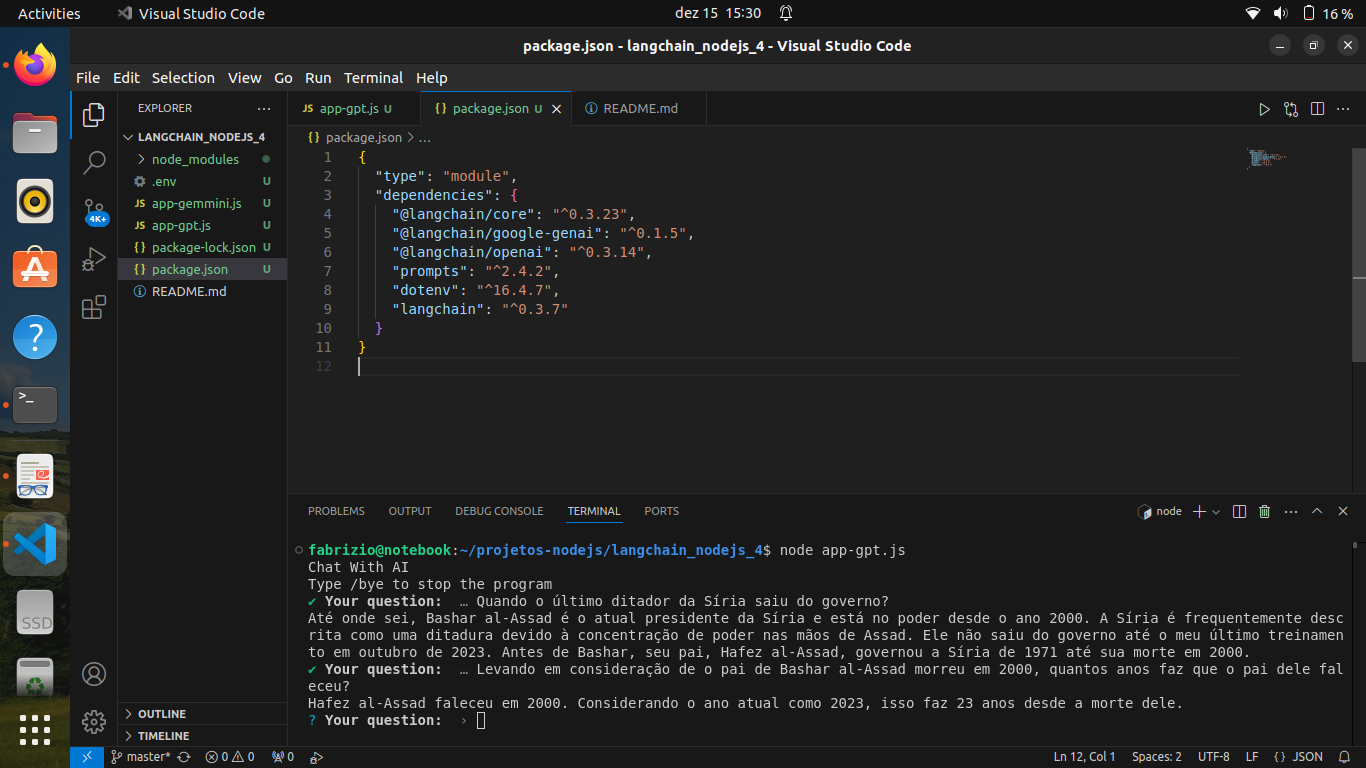 Activities Visual Studio Code dez 15 15:30 16 %
package.json - langchain_nodejs_4 - Visual Studio Code
File Edit Selection View Go Run Terminal Help
EXPLORER
LANGCHAIN_NODEJS_4
node_modules
.env U
JS app-gemmini.js U
JS app-gpt.js U
{} package-lock.json U
{} package.json U
README.md
4K+
OUTLINE
TIMELINE
JS app-gpt.js U {} package.json U README.md
{} package.json > ...
1 {
2 "type": "module",
3 "dependencies": {
4 "@langchain/core": "^0.3.23",
5 "@langchain/google-genai": "^0.1.5",
6 "@langchain/openai": "^0.3.14",
7 "prompts": "^2.4.2",
8 "dotenv": "^16.4.7",
9 "langchain": "^0.3.7"
10 }
11 }
12
PROBLEMS OUTPUT DEBUG CONSOLE TERMINAL PORTS node
fabrizio@notebook:~/projetos-nodejs/langchain_nodejs_4$ node app-gpt.js
Chat With AI
Type /bye to stop the program
✔ Your question: … Quando o último ditador da Síria saiu do governo?
Até onde sei, Bashar al-Assad é o atual presidente da Síria e está no poder desde o ano 2000. A Síria é frequentemente desc
rita como uma ditadura devido à concentração de poder nas mãos de Assad. Ele não saiu do governo até o meu último treinamen
to em outubro de 2023. Antes de Bashar, seu pai, Hafez al-Assad, governou a Síria de 1971 até sua morte em 2000.
✔ Your question: … Levando em consideração de o pai de Bashar al-Assad morreu em 2000, quantos anos faz que o pai dele fal
eceu?
Hafez al-Assad faleceu em 2000. Considerando o ano atual como 2023, isso faz 23 anos desde a morte dele.
? Your question: ›
SSD
master* 0 0 0 Ln 12, Col 1 Spaces: 2 UTF-8 LF {} JSON